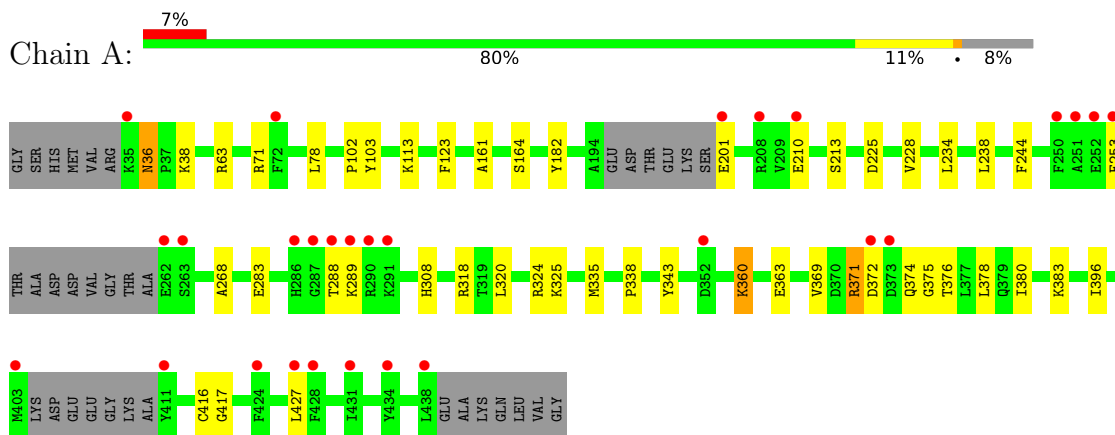 7%
Chain A:
80% 11% • 8%
GLY SER HIS MET VAL ARG K35 N36 P37 K38 R63 R71 F72 L78 P102 Y103 K113 F123 A161 S164 Y182 A194 GLU ASP THR GLU LYS SER E201 R208 V209 E210 S213 D225 V228 L234 L238 F244 F250 A251 E252 E253
THR ALA ASP ASP VAL GLY THR ALA E262 S263 A268 E283 H286 G287 T288 K289 R290 K291 H308 R318 T319 L320 R324 K325 M335 P338 Y343 D352 K360 E363 V369 D370 R371 D372 D373 Q374 G375 T376 L377 L378 Q379 I380 K383 I396
M403 LYS ASP GLU GLU GLY LYS ALA Y411 C416 G417 F424 L427 F428 I431 Y434 L438 GLU ALA LYS GLN LEU VAL GLY